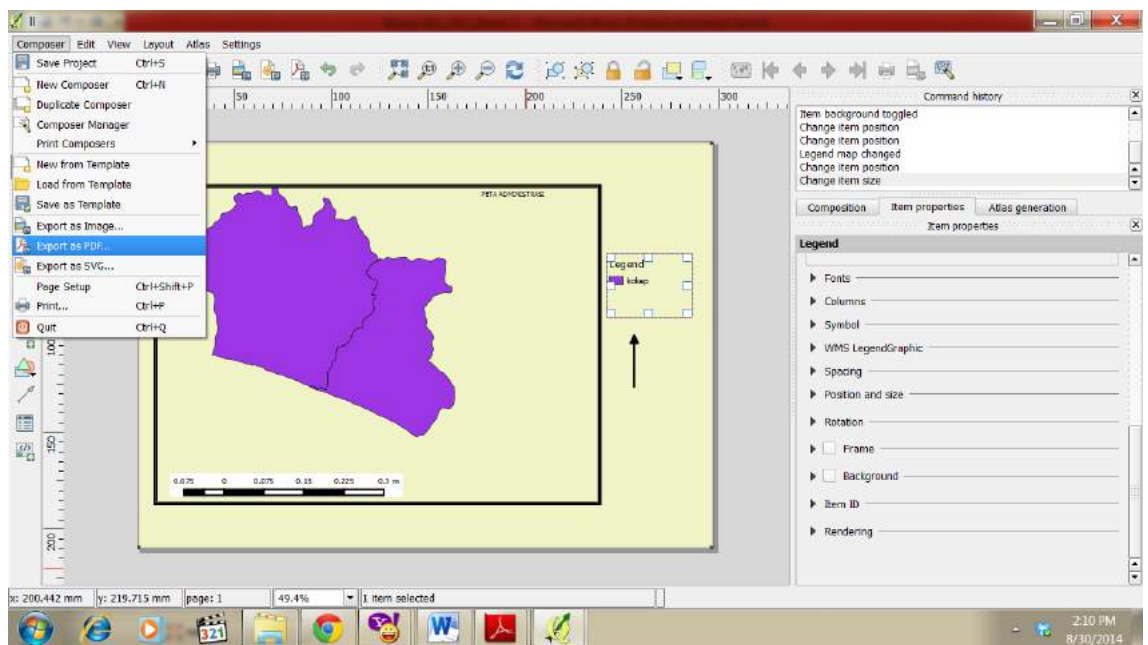 Composer Edit View Layout Atlas Settings
Save Project Ctrl+S
New Composer Ctrl+N
Duplicate Composer
Composer Manager
Print Composers
New from Template
Load from Template
Save as Template
Export as Image...
Export as PDF...
Export as SVG...
Page Setup Ctrl+Shift+P
Print... Ctrl+P
Quit Ctrl+Q
50 100 150 200 250 300
100
150
200
PETA ADMINISTRASI
Legend
kokap
0.075 0 0.075 0.15 0.225 0.3 m
Command history
Item background toggled
Change item position
Change item position
Legend map changed
Change item position
Change item size
Composition Item properties Atlas generation
Item properties
Legend
Fonts
Columns
Symbol
WMS LegendGraphic
Spacing
Position and size
Rotation
Frame
Background
Item ID
Rendering
x: 200.442 mm y: 219.715 mm page: 1 49.4% 1 item selected
321
2:10 PM
8/30/2014